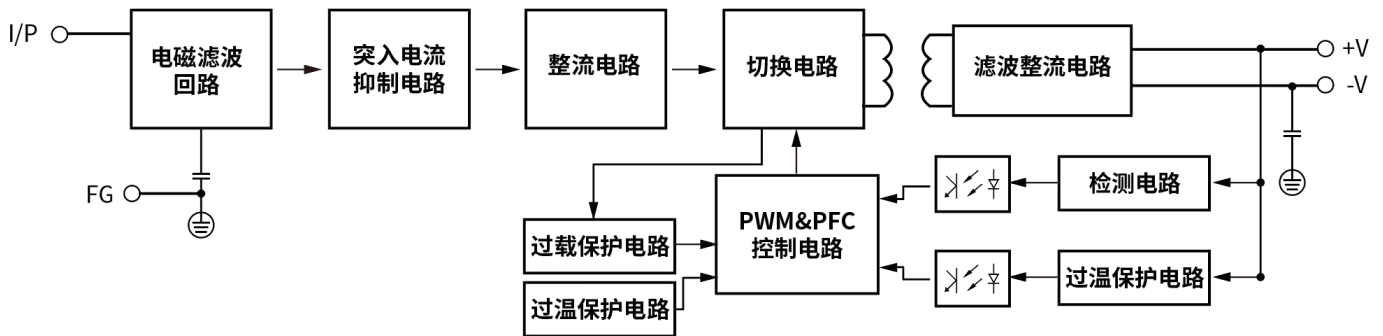 I/P
电磁滤波
回路
突入电流
抑制电路
整流电路
切换电路
滤波整流电路
+V
-V
FG
过载保护电路
过温保护电路
PWM&PFC
控制电路
检测电路
过温保护电路